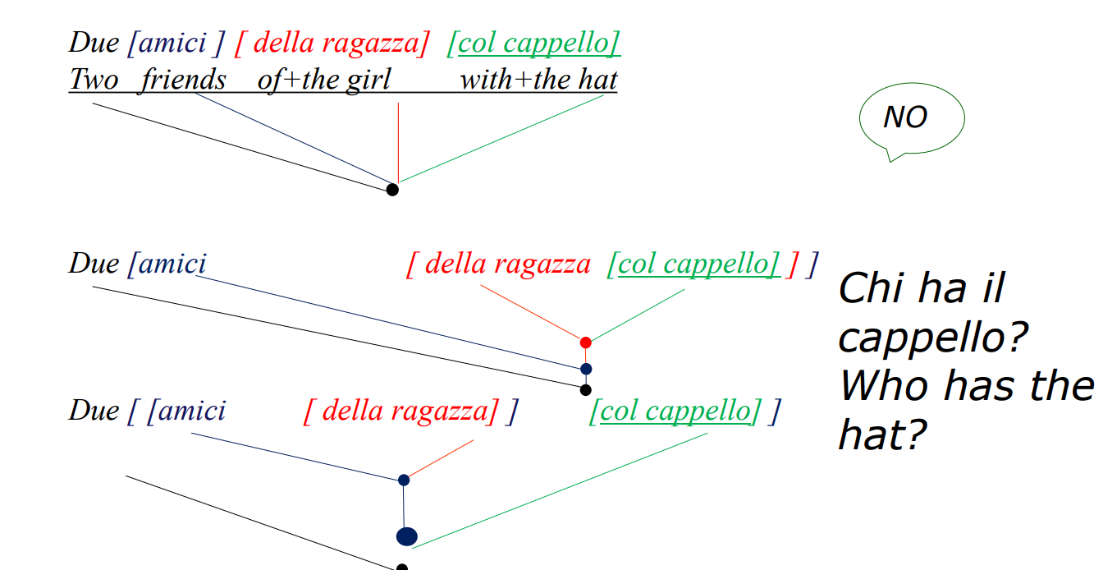 Due [amici ] [ della ragazza] [col cappello]
Two friends of+the girl with+the hat
NO
Due [amici [ della ragazza [col cappello] ] ]
Chi ha il
cappello?
Who has the
hat?
Due [ [amici [ della ragazza] ] [col cappello] ]